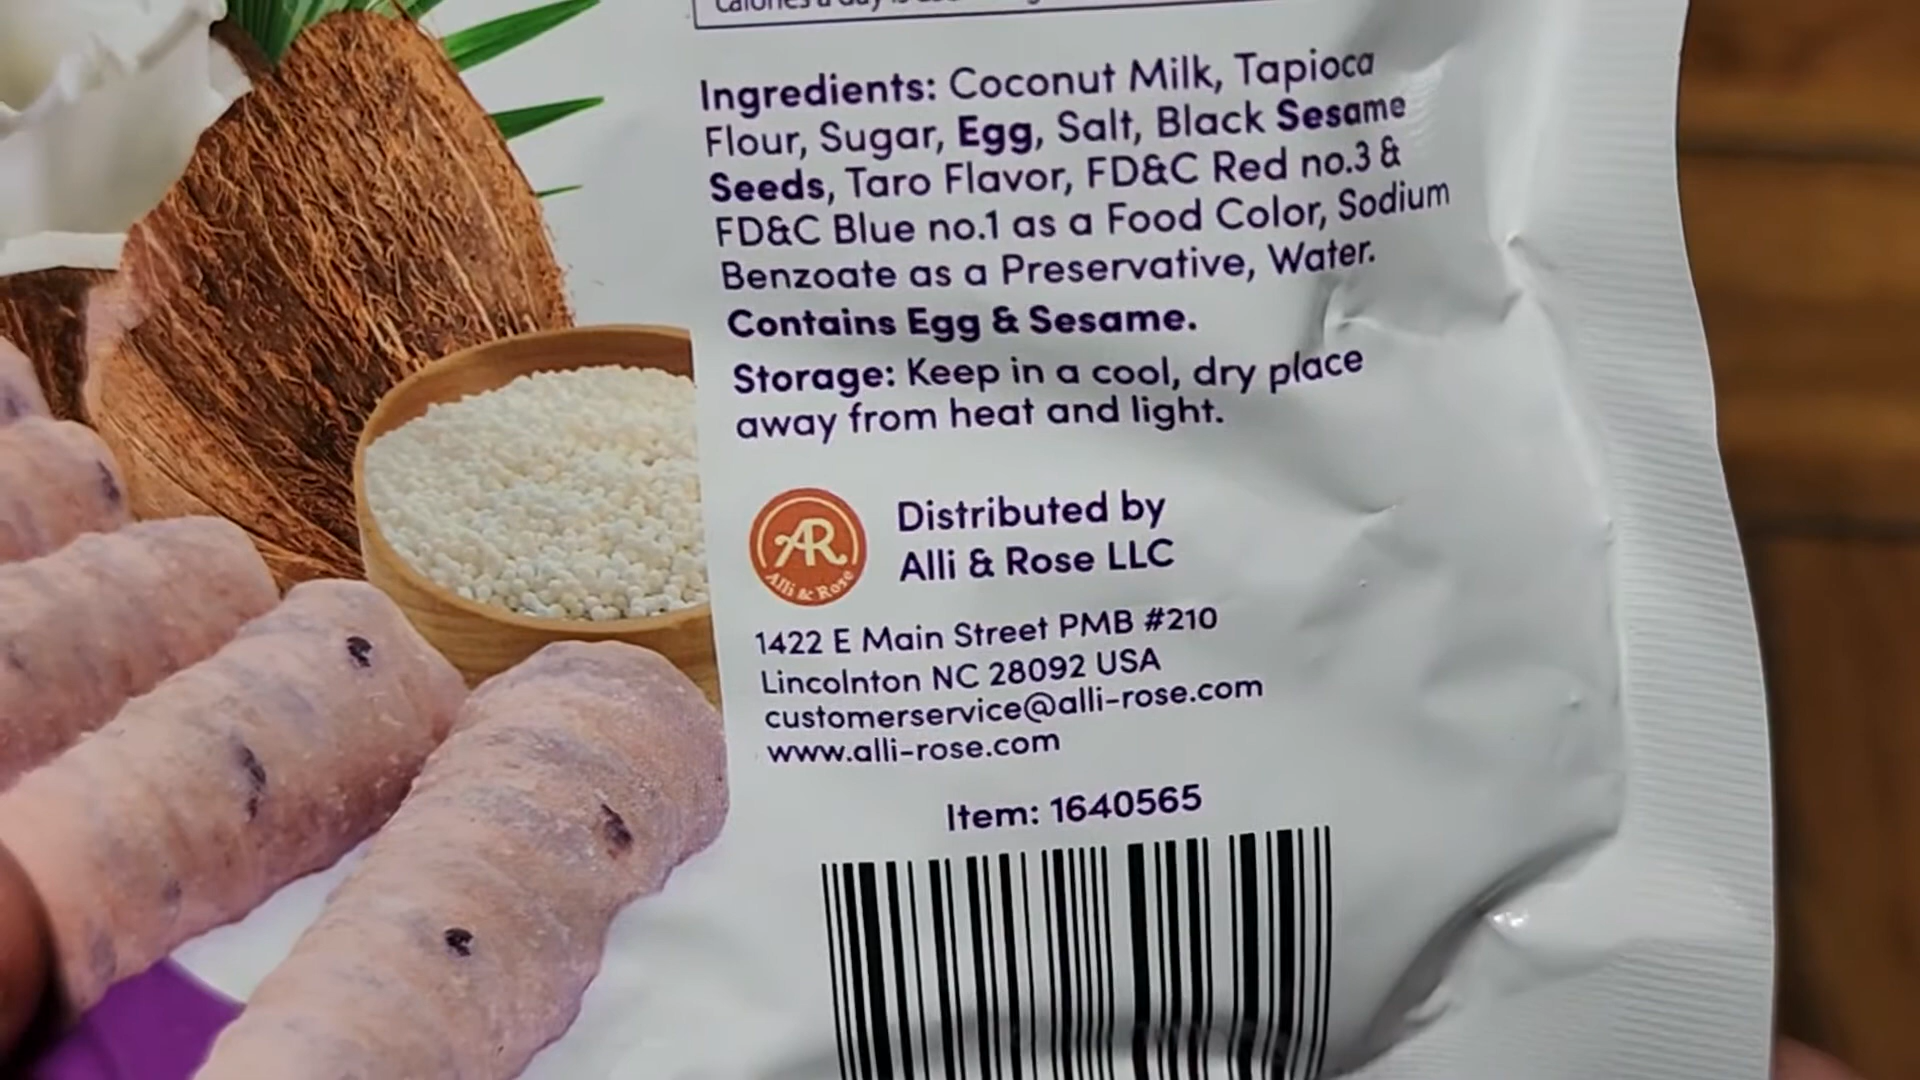 Ingredients: Coconut Milk, Tapioca
Flour, Sugar, Egg, Salt, Black Sesame
Seeds, Taro Flavor, FD&C Red no.3 &
FD&C Blue no.1 as a Food Color, Sodium
Benzoate as a Preservative, Water.
Contains Egg & Sesame.
Storage: Keep in a cool, dry place
away from heat and light.
AR
Alli & Rose
Distributed by
Alli & Rose LLC
1422 E Main Street PMB #210
Lincolnton NC 28092 USA
customerservice@alli-rose.com
www.alli-rose.com
Item: 1640565